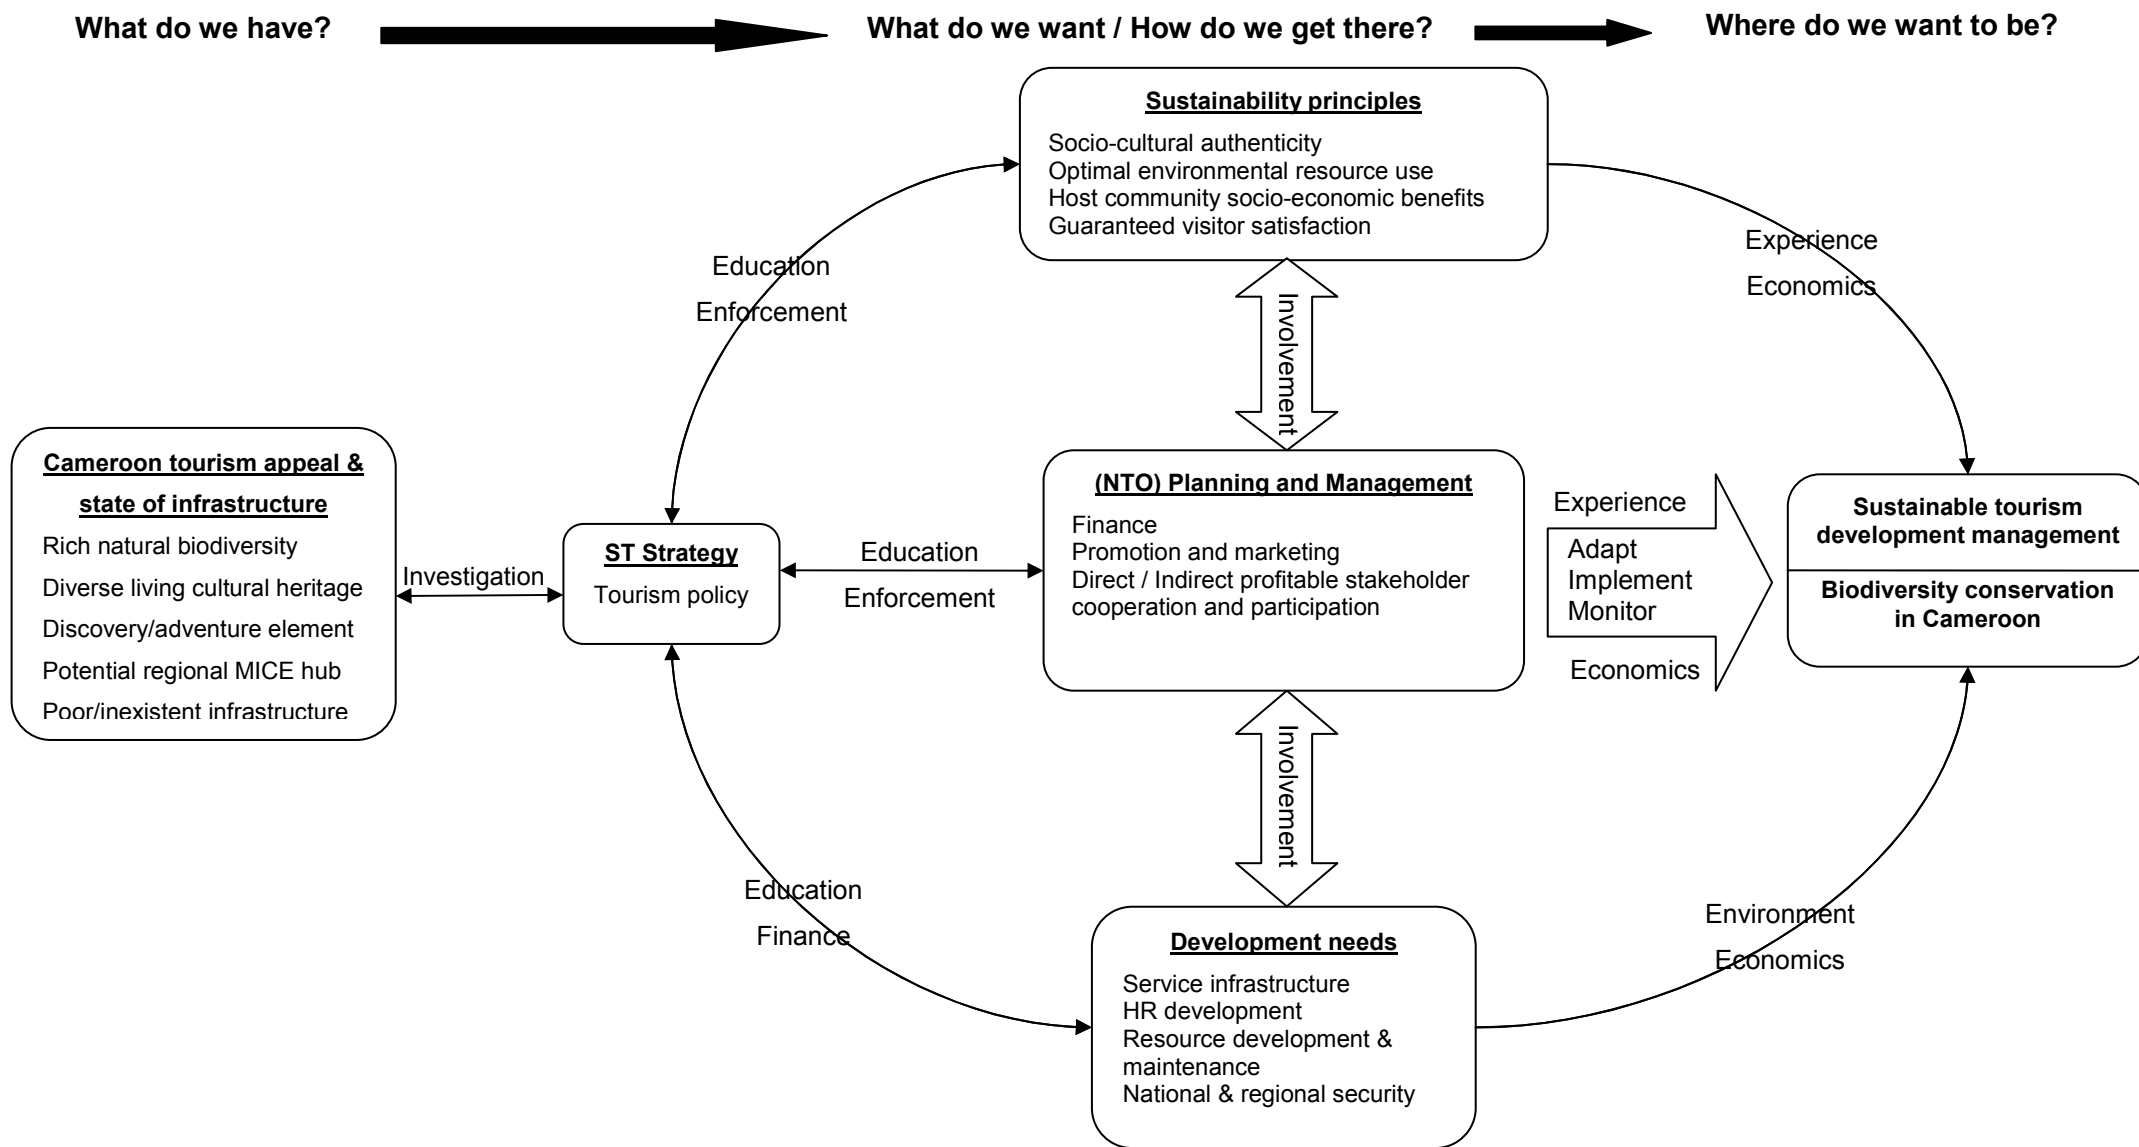 What do we have?
What do we want / How do we get there?
Where do we want to be?
Sustainability principles
Socio-cultural authenticity
Optimal environmental resource use
Host community socio-economic benefits
Guaranteed visitor satisfaction
Education
Enforcement
Experience
Economics
Involvement
Cameroon tourism appeal &
state of infrastructure
Rich natural biodiversity
Diverse living cultural heritage
Discovery/adventure element
Potential regional MICE hub
Poor/inexistent infrastructure
Investigation
ST Strategy
Tourism policy
Education
Enforcement
(NTO) Planning and Management
Finance
Promotion and marketing
Direct / Indirect profitable stakeholder
cooperation and participation
Experience
Adapt
Implement
Monitor
Economics
Sustainable tourism
development management
Biodiversity conservation
in Cameroon
Involvement
Education
Finance
Environment
Economics
Development needs
Service infrastructure
HR development
Resource development &
maintenance
National & regional security